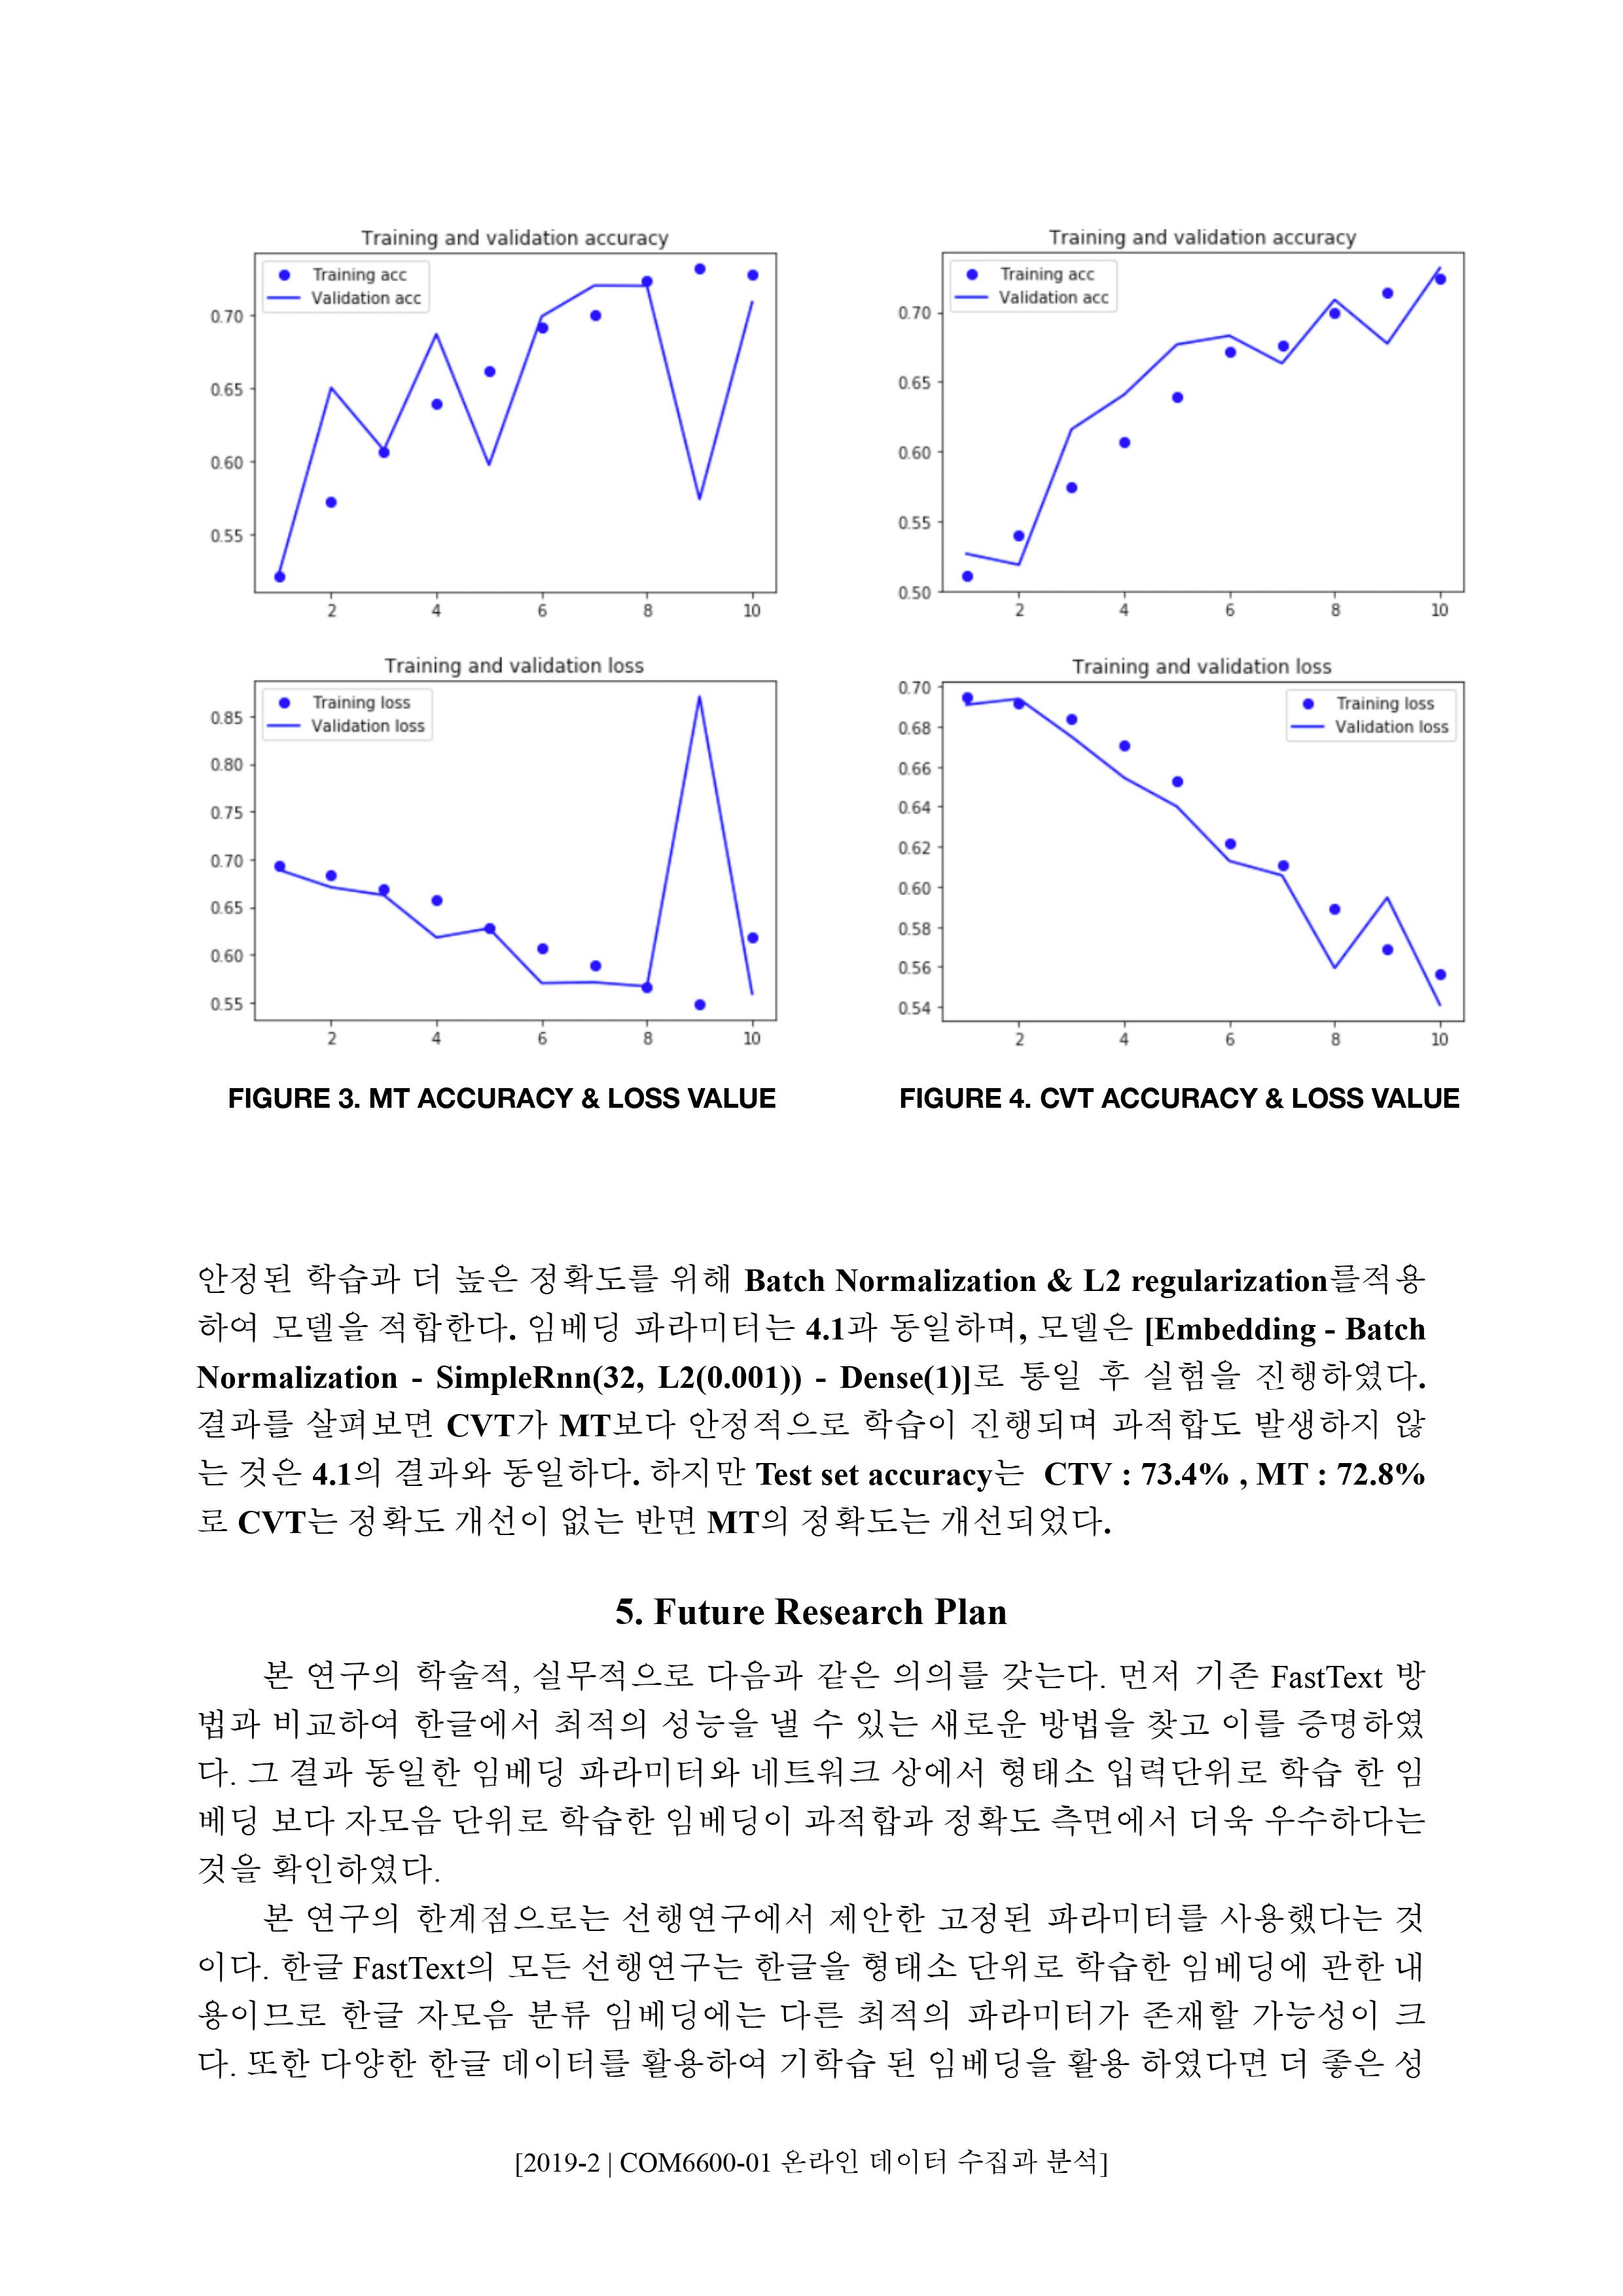 Training and validation accuracy
Training acc
Validation acc
0.70
0.65
0.60
0.55
2 4 6 8 10
Training and validation accuracy
Training acc
Validation acc
0.70
0.65
0.60
0.55
0.50
2 4 6 8 10
Training and validation loss
Training loss
Validation loss
0.85
0.80
0.75
0.70
0.65
0.60
0.55
2 4 6 8 10
Training and validation loss
Training loss
Validation loss
0.70
0.68
0.66
0.64
0.62
0.60
0.58
0.56
0.54
2 4 6 8 10
FIGURE 3. MT ACCURACY & LOSS VALUE
FIGURE 4. CVT ACCURACY & LOSS VALUE
안정된 학습과 더 높은 정확도를 위해 Batch Normalization & L2 regularization를적용
하여 모델을 적합한다. 임베딩 파라미터는 4.1과 동일하며, 모델은 [Embedding - Batch
Normalization - SimpleRnn(32, L2(0.001)) - Dense(1)]로 통일 후 실험을 진행하였다.
결과를 살펴보면 CVT가 MT보다 안정적으로 학습이 진행되며 과적합도 발생하지 않
는 것은 4.1의 결과와 동일하다. 하지만 Test set accuracy는 CTV : 73.4% , MT : 72.8%
로 CVT는 정확도 개선이 없는 반면 MT의 정확도는 개선되었다.
5. Future Research Plan
본 연구의 학술적, 실무적으로 다음과 같은 의의를 갖는다. 먼저 기존 FastText 방
법과 비교하여 한글에서 최적의 성능을 낼 수 있는 새로운 방법을 찾고 이를 증명하였
다. 그 결과 동일한 임베딩 파라미터와 네트워크 상에서 형태소 입력단위로 학습 한 임
베딩 보다 자모음 단위로 학습한 임베딩이 과적합과 정확도 측면에서 더욱 우수하다는
것을 확인하였다.
본 연구의 한계점으로는 선행연구에서 제안한 고정된 파라미터를 사용했다는 것
이다. 한글 FastText의 모든 선행연구는 한글을 형태소 단위로 학습한 임베딩에 관한 내
용이므로 한글 자모음 분류 임베딩에는 다른 최적의 파라미터가 존재할 가능성이 크
다. 또한 다양한 한글 데이터를 활용하여 기학습 된 임베딩을 활용 하였다면 더 좋은 성
[2019-2 | COM6600-01 온라인 데이터 수집과 분석]